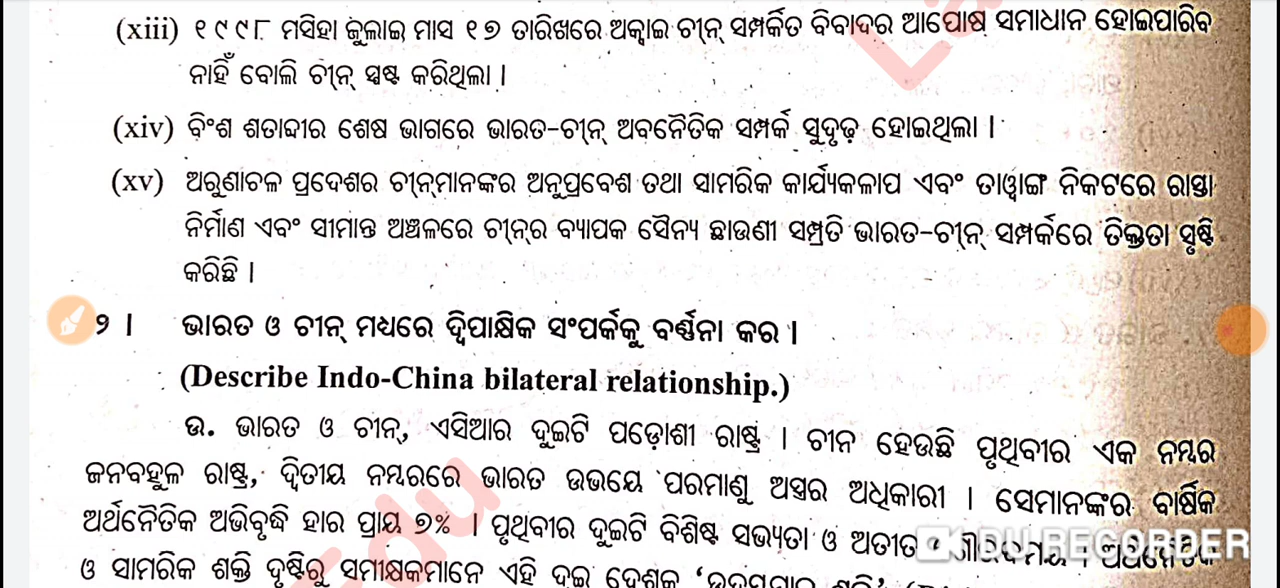 (xiii) ୧୯୯୮ ମସିହା ଜୁଲାଇ ମାସ ୧୭ ତାରିଖରେ ଅକ୍ସାଇ ଚୀନ୍ ସମ୍ପର୍କିତ ବିବାଦର ଆପୋଷ ସମାଧାନ ହୋଇପାରିବ
ନାହିଁ ବୋଲି ଚୀନ୍ ସ୍ପଷ୍ଟ କରିଥିଲା ।
(xiv) ବିଂଶ ଶତାବ୍ଦୀର ଶେଷ ଭାଗରେ ଭାରତ-ଚୀନ୍ ଅବନୈତିକ ସମ୍ପର୍କ ସୁଦୃଢ଼ ହୋଇଥିଲା ।
(xv) ଅରୁଣାଚଳ ପ୍ରଦେଶର ଚୀନ୍‌ମାନଙ୍କର ଅନୁପ୍ରବେଶ ତଥା ସାମରିକ କାର୍ଯ୍ୟକଳାପ ଏବଂ ତାୱାଙ୍ଗ ନିକଟରେ ରାସ୍ତା
ନିର୍ମାଣ ଏବଂ ସୀମାନ୍ତ ଅଞ୍ଚଳରେ ଚୀନ୍‌ର ବ୍ୟାପକ ସୈନ୍ୟ ଛାଉଣୀ ସମ୍ପ୍ରତି ଭାରତ-ଚୀନ୍ ସମ୍ପର୍କରେ ତିକ୍ତତା ସୃଷ୍ଟି
କରିଛି ।
୨ । ଭାରତ ଓ ଚୀନ୍ ମଧ୍ୟରେ ଦ୍ୱିପାକ୍ଷିକ ସଂପର୍କକୁ ବର୍ଣ୍ଣନା କର ।
(Describe Indo-China bilateral relationship.)
ଉ. ଭାରତ ଓ ଚୀନ୍, ଏସିଆର ଦୁଇଟି ପଡ଼ୋଶୀ ରାଷ୍ଟ୍ର । ଚୀନ ହେଉଛି ପୃଥିବୀର ଏକ ନମ୍ବର
ଜନବହୁଳ ରାଷ୍ଟ୍ର, ଦ୍ୱିତୀୟ ନମ୍ବରରେ ଭାରତ ଉଭୟେ ପରମାଣୁ ଅସ୍ତ୍ରର ଅଧିକାରୀ । ସେମାନଙ୍କର ବାର୍ଷିକ
ଅର୍ଥନୈତିକ ଅଭିବୃଦ୍ଧି ହାର ପ୍ରାୟ ୭% । ପୃଥିବୀର ଦୁଇଟି ବିଶିଷ୍ଟ ସଭ୍ୟତା ଓ ଅତୀତ
DU RECORDER
ଓ ସାମରିକ ଶକ୍ତି ଦୃଷ୍ଟିରୁ ସମୀକ୍ଷକମାନେ ଏହି ଦୁଇ ଦେଶକୁ
Edu